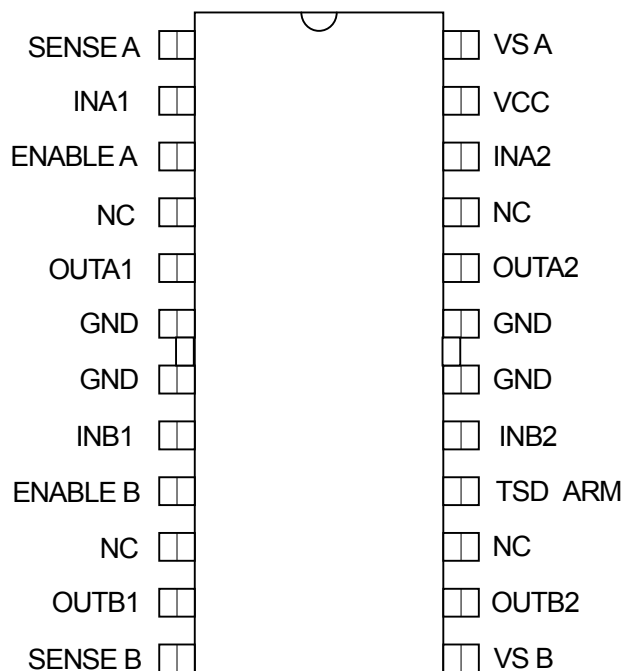 SENSE A VS A
INA1 VCC
ENABLE A INA2
NC NC
OUTA1 OUTA2
GND GND
GND GND
INB1 INB2
ENABLE B TSD ARM
NC NC
OUTB1 OUTB2
SENSE B VS B